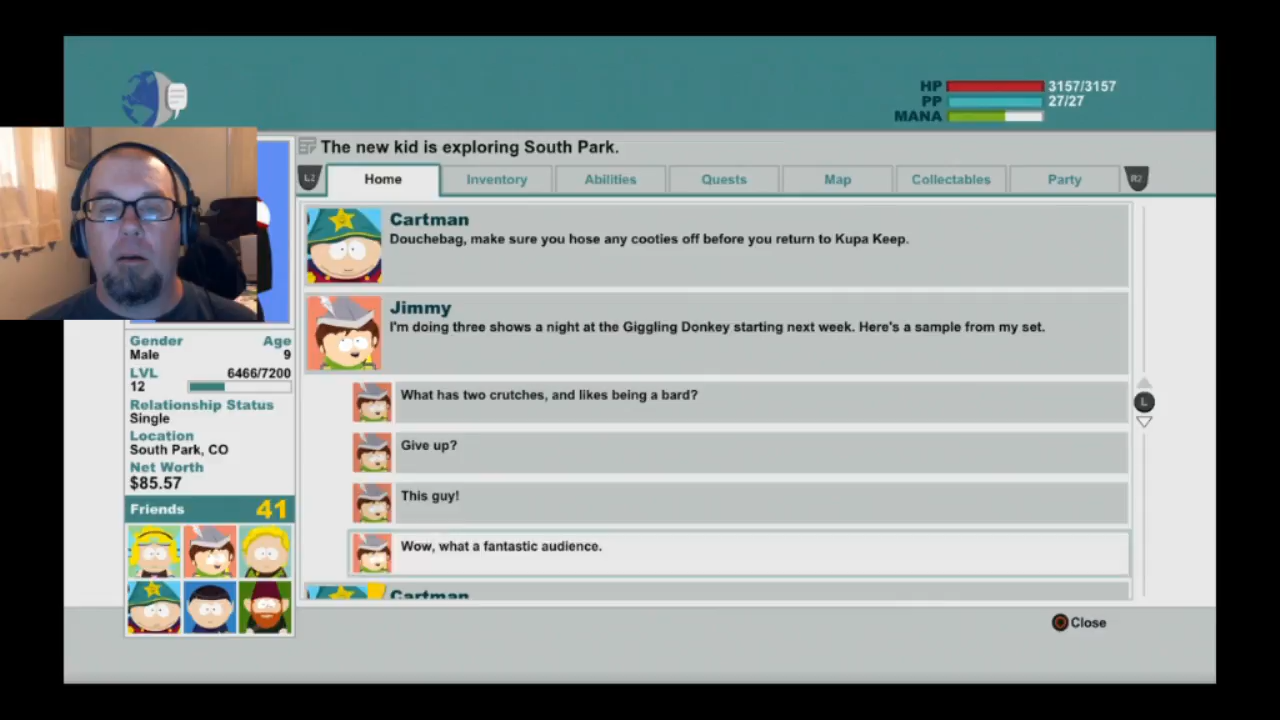 HP 3157/3157
PP 27/27
MANA
The new kid is exploring South Park.
L2 Home Inventory Abilities Quests Map Collectables Party R2
Cartman
Douchebag, make sure you hose any cooties off before you return to Kupa Keep.
Jimmy
I'm doing three shows a night at the Giggling Donkey starting next week. Here's a sample from my set.
What has two crutches, and likes being a bard?
Give up?
This guy!
Wow, what a fantastic audience.
Cartman
L
Gender Age
Male 9
LVL 6466/7200
12
Relationship Status
Single
Location
South Park, CO
Net Worth
$85.57
Friends 41
Close